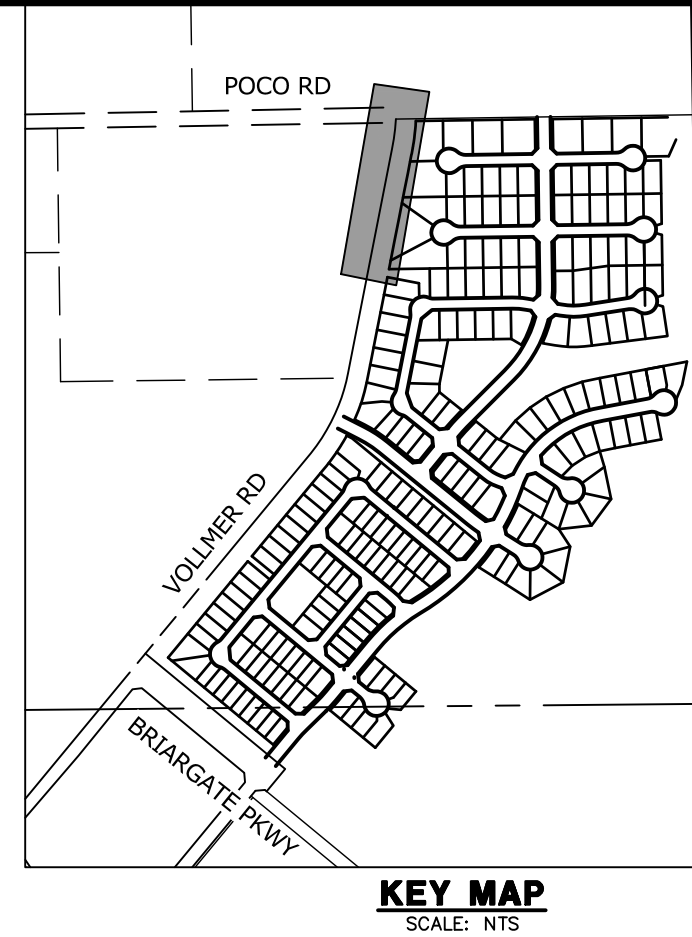 POCO RD
VOLLMER RD
BRIARGATE PKWY
KEY MAP
SCALE: NTS